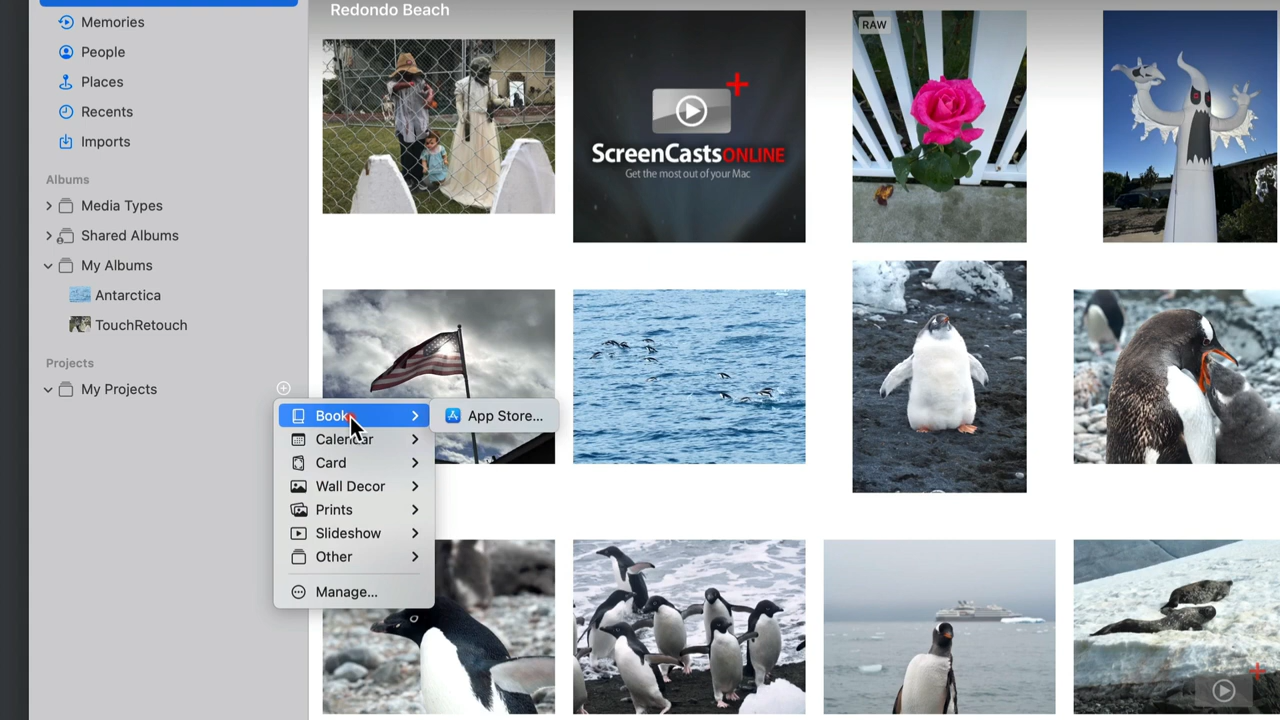 Memories
People
Places
Recents
Imports
Albums
Media Types
Shared Albums
My Albums
Antarctica
TouchRetouch
Projects
My Projects
Redondo Beach
ScreenCastsONLINE
Get the most out of your Mac
RAW
Book
App Store...
Calendar
Card
Wall Decor
Prints
Slideshow
Other
Manage...